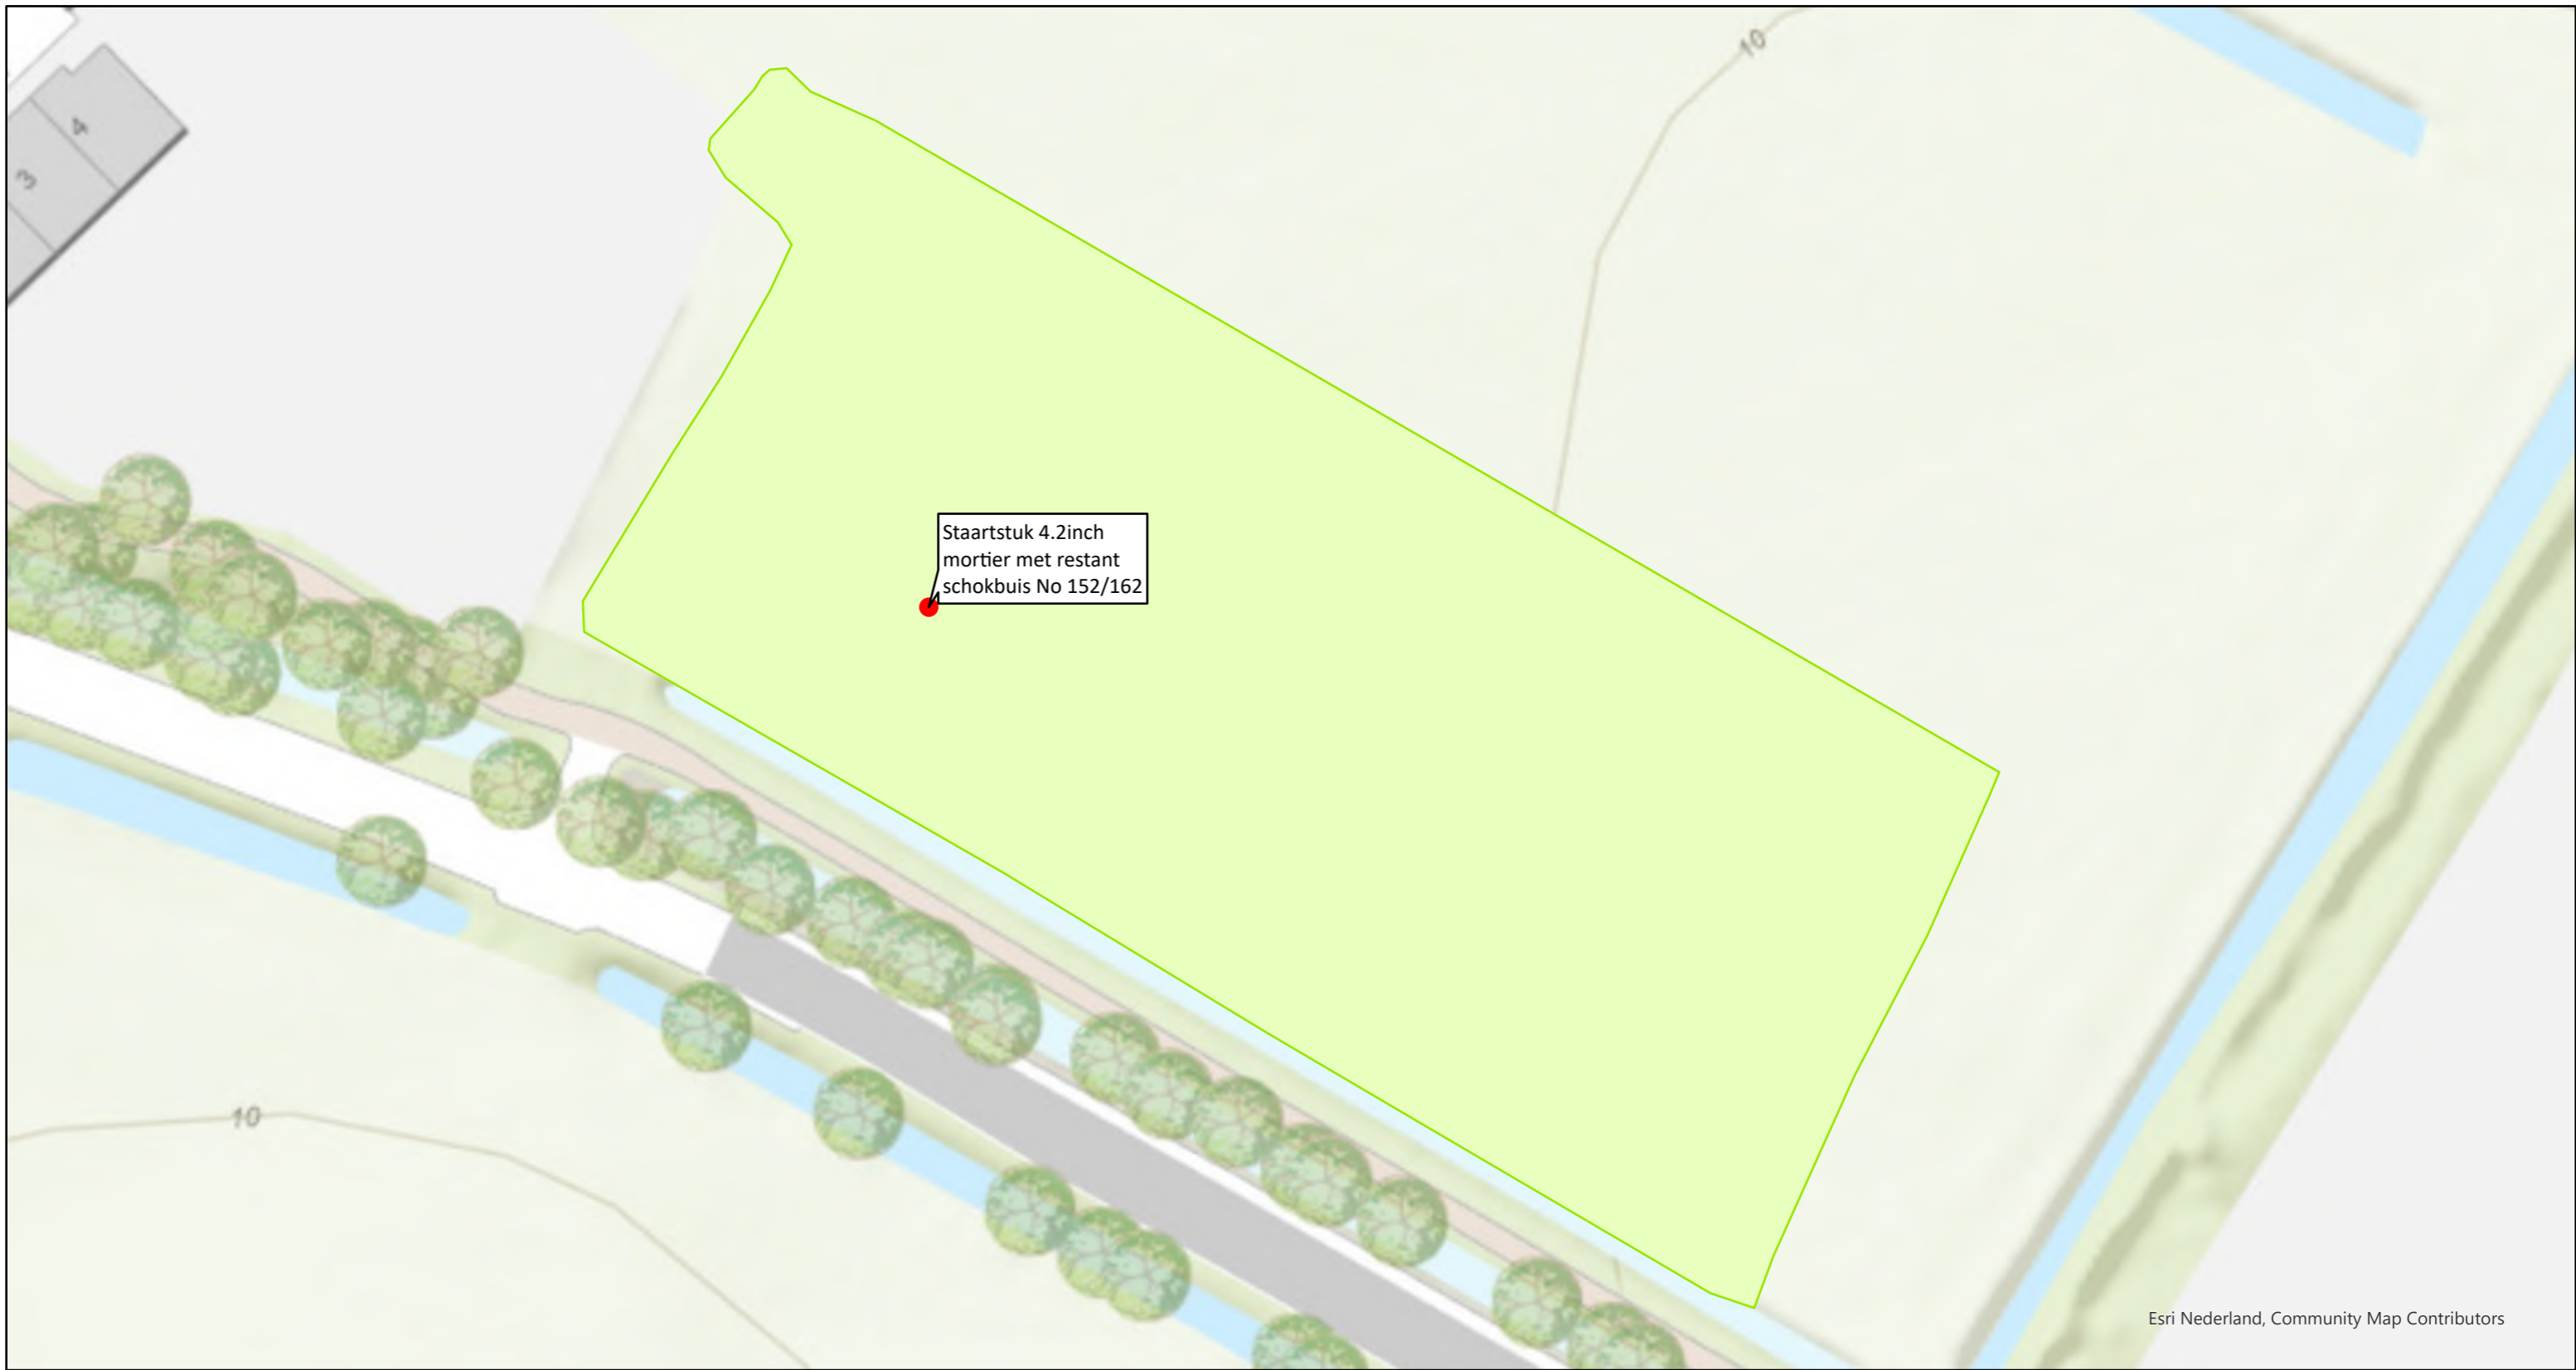 10
4
3
Staartstuk 4.2inch
mortier met restant
schokbuis No 152/162
10
Esri Nederland, Community Map Contributors